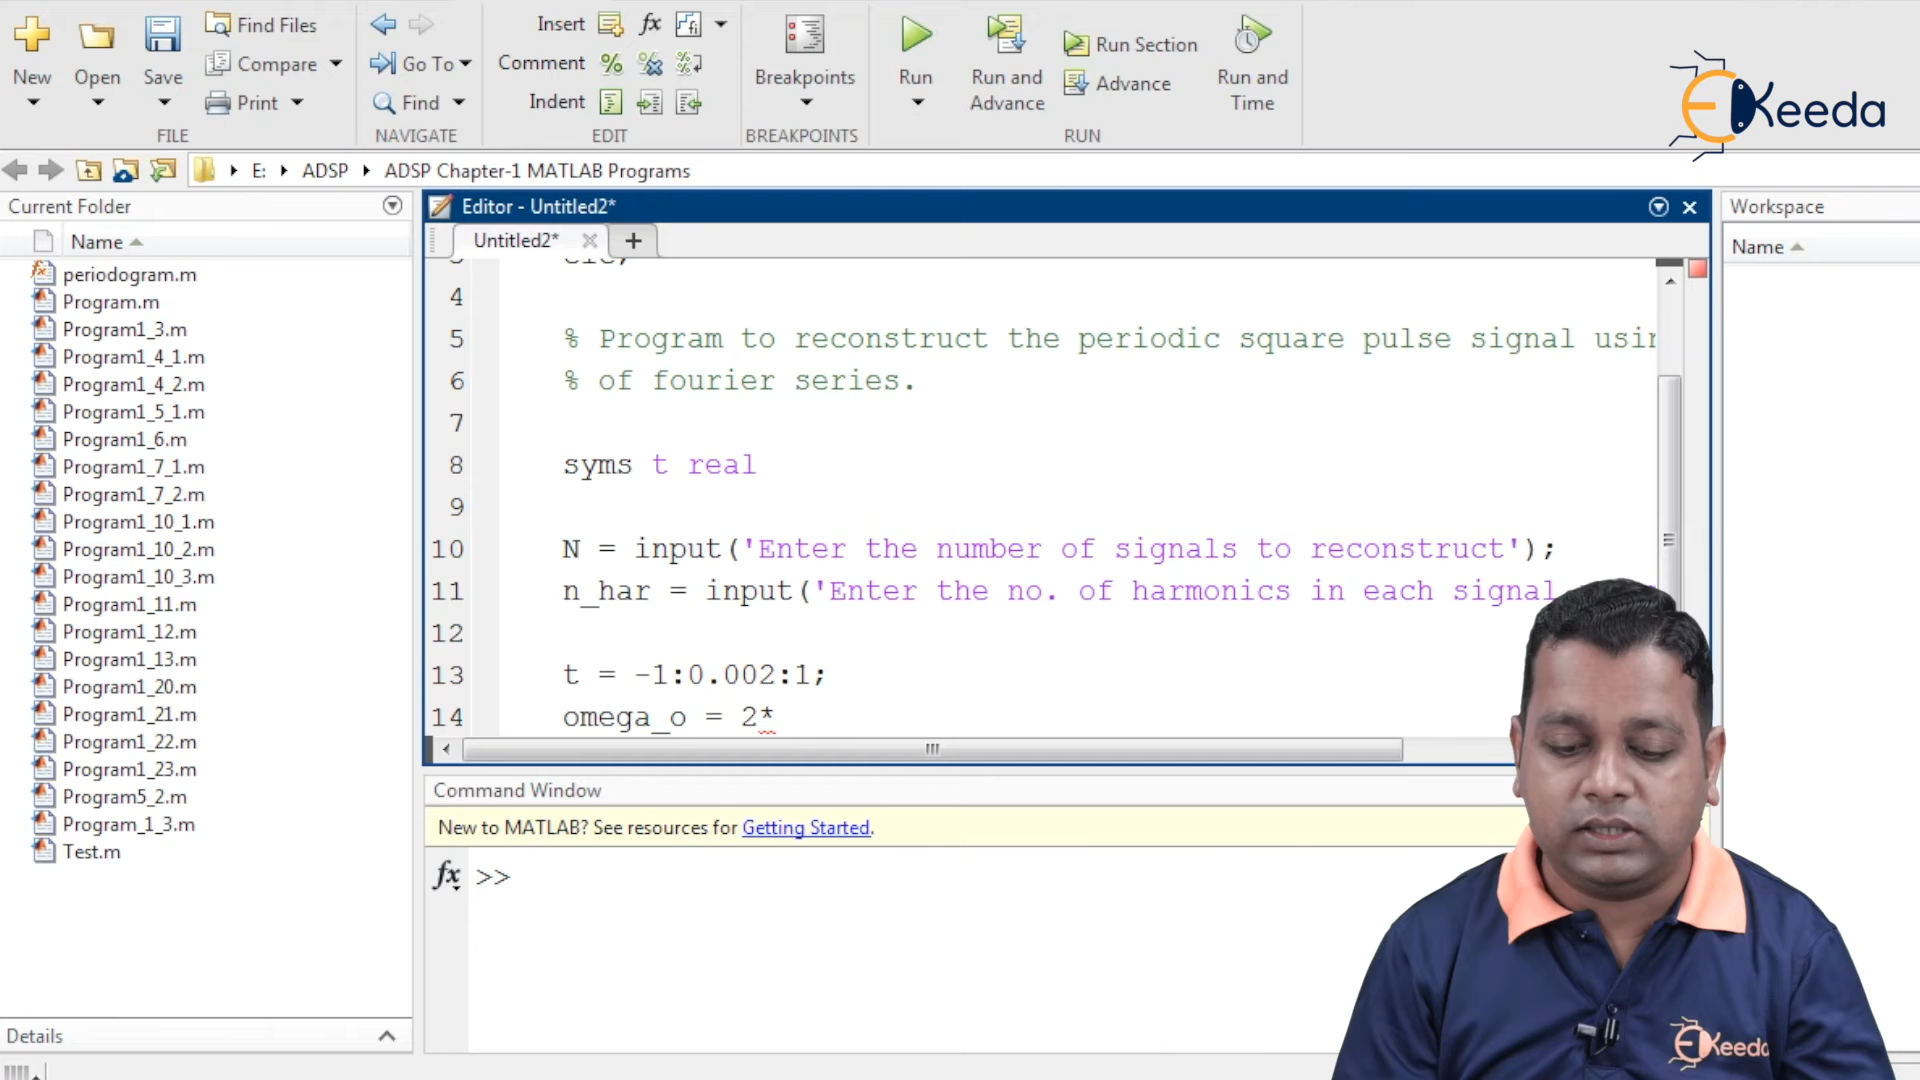 New
Open
Save
Find Files
Compare
Print
FILE
Go To
Find
NAVIGATE
Insert
fx
fi
Comment
Indent
EDIT
Breakpoints
BREAKPOINTS
Run
Run and
Advance
Run Section
Advance
Run and
Time
RUN
EKeeda
E: ADSP ADSP Chapter-1 MATLAB Programs
Current Folder
Name
periodogram.m
Program.m
Program1_3.m
Program1_4_1.m
Program1_4_2.m
Program1_5_1.m
Program1_6.m
Program1_7_1.m
Program1_7_2.m
Program1_10_1.m
Program1_10_2.m
Program1_10_3.m
Program1_11.m
Program1_12.m
Program1_13.m
Program1_20.m
Program1_21.m
Program1_22.m
Program1_23.m
Program5_2.m
Program_1_3.m
Test.m
Details
Editor - Untitled2*
Untitled2*
4
5 % Program to reconstruct the periodic square pulse signal
6 % of fourier series.
7
8 syms t real
9
10 N = input('Enter the number of signals to reconstruct');
11 n_har = input('Enter the no. of harmonics in each signal
12
13 t = -1:0.002:1;
14 omega_o = 2*
Command Window
New to MATLAB? See resources for Getting Started.
fx >>
Workspace
Name
EKeeda